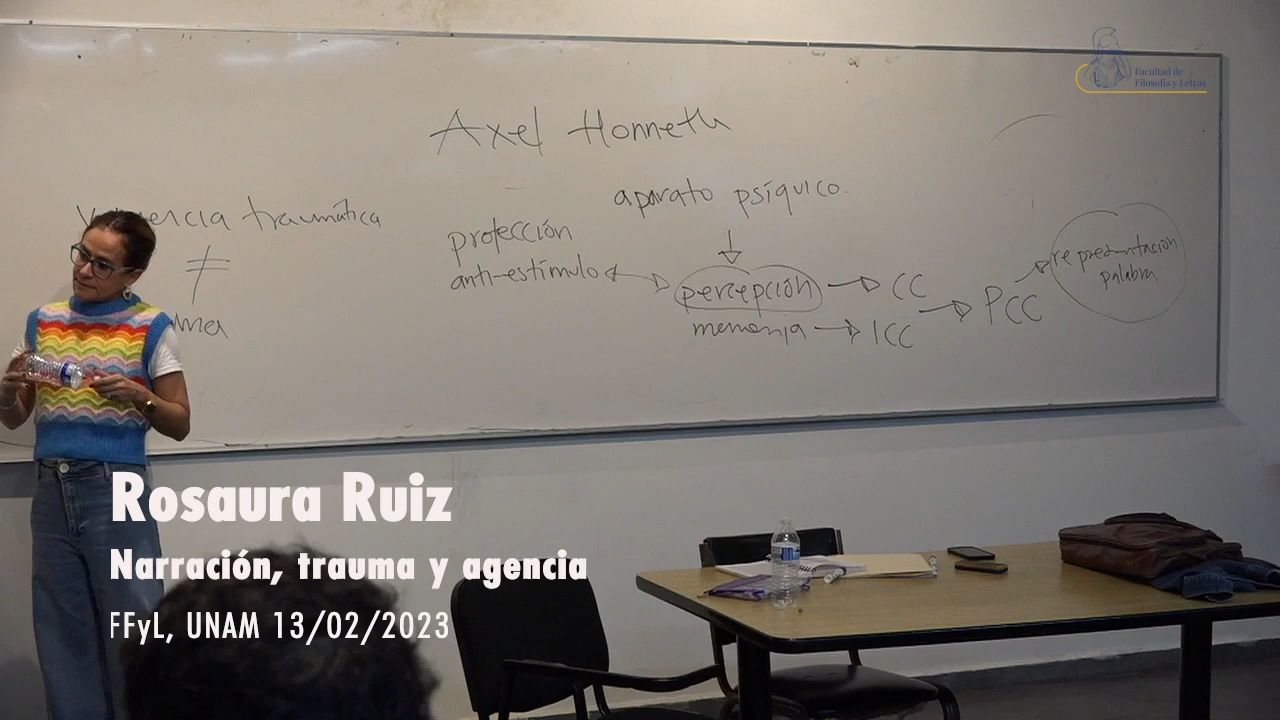 Facultad de
Filosofía y Letras
Axel Honneth
aparato psíquico.
traumática
≠
protección
anti-estímulo
percepción
CC
memoria
ICC
PCC
representación
palabra
Rosaura Ruiz
Narración, trauma y agencia
FFyL, UNAM 13/02/2023